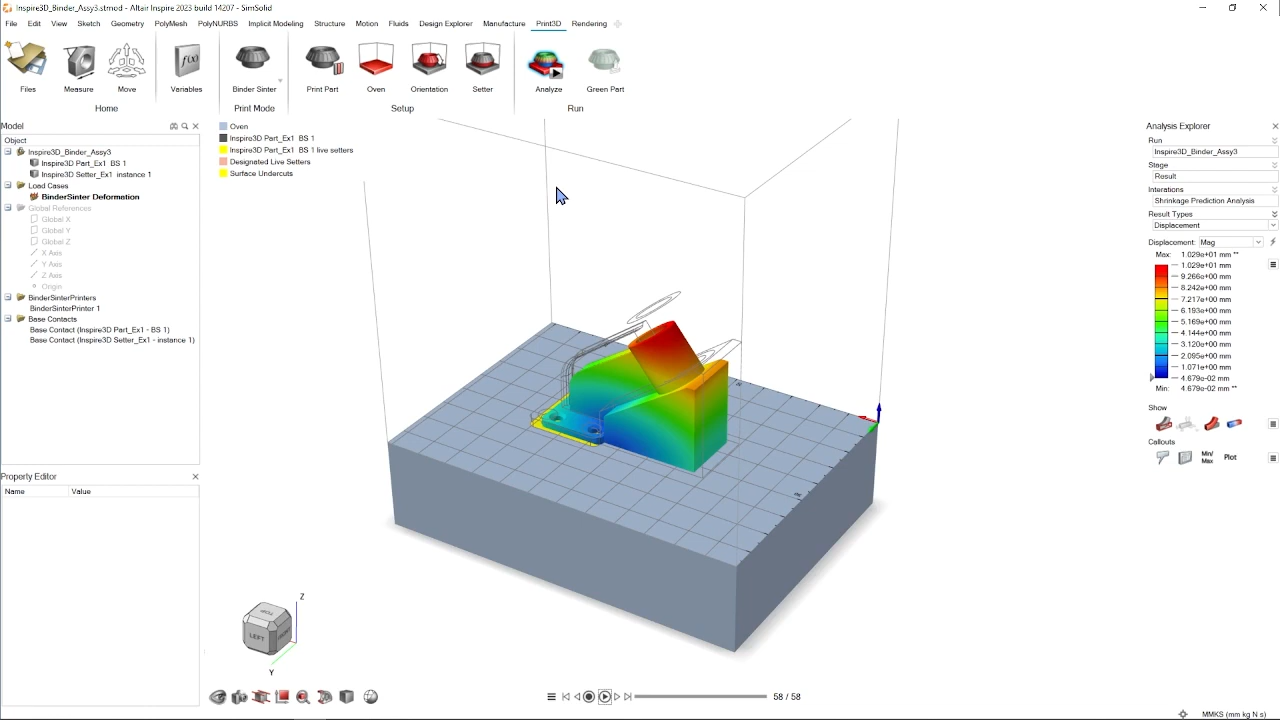 Inspire3D_Binder_Assy3.stmod - Altair Inspire 2023 build 14207 - SimSolid
File Edit View Sketch Geometry PolyMesh PolyNURBS Implicit Modeling Structure Motion Fluids Design Explorer Manufacture Print3D Rendering
f(x)
Files Measure Move Variables Binder Sinter Print Part Oven Orientation Setter Analyze Green Part
Home Print Mode Setup Run
Model
Object
Inspire3D_Binder_Assy3
Inspire3D Part_Ex1 BS 1
Inspire3D Setter_Ex1 instance 1
Load Cases
BinderSinter Deformation
Global References
Global X
Global Y
Global Z
X Axis
Y Axis
Z Axis
Origin
BinderSinterPrinters
BinderSinterPrinter 1
Base Contacts
Base Contact (Inspire3D Part_Ex1 - BS 1)
Base Contact (Inspire3D Setter_Ex1 - instance 1)
Property Editor
Name Value
Oven
Inspire3D Part_Ex1 BS 1
Inspire3D Part_Ex1 BS 1 live setters
Designated Live Setters
Surface Undercuts
TOP
LEFT
Z
Y
58 / 58
Analysis Explorer
Run
Inspire3D_Binder_Assy3
Stage
Result
Iterations
Shrinkage Prediction Analysis
Result Types
Displacement
Displacement: Mag
Max: 1.029e+01 mm **
1.029e+01 mm
9.266e+00 mm
8.242e+00 mm
7.217e+00 mm
6.193e+00 mm
5.169e+00 mm
4.144e+00 mm
3.120e+00 mm
2.095e+00 mm
1.071e+00 mm
4.679e-02 mm
Min: 4.679e-02 mm **
Show
Callouts
Min/
Max
Plot
MMKS (mm kg N s)